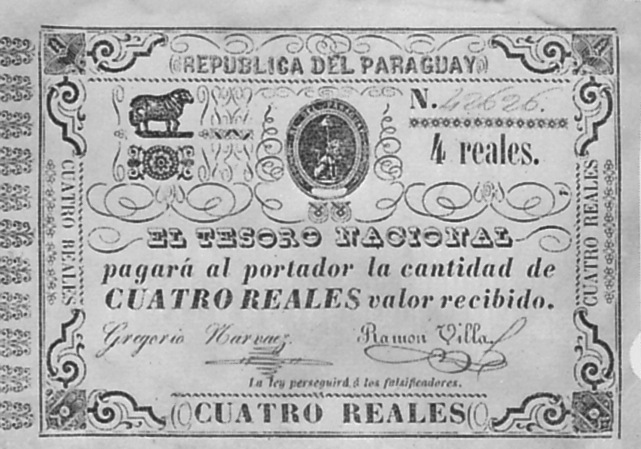 REPUBLICA DEL PARAGUAY
N. 42626.
4 reales.
CUATRO REALES
CUATRO REALES
EL TESORO NACIONAL
pagará al portador la cantidad de
CUATRO REALES valor recibido.
Gregorio Narvaez. Ramon Villa
La ley perseguirá á los falsificadores.
CUATRO REALES